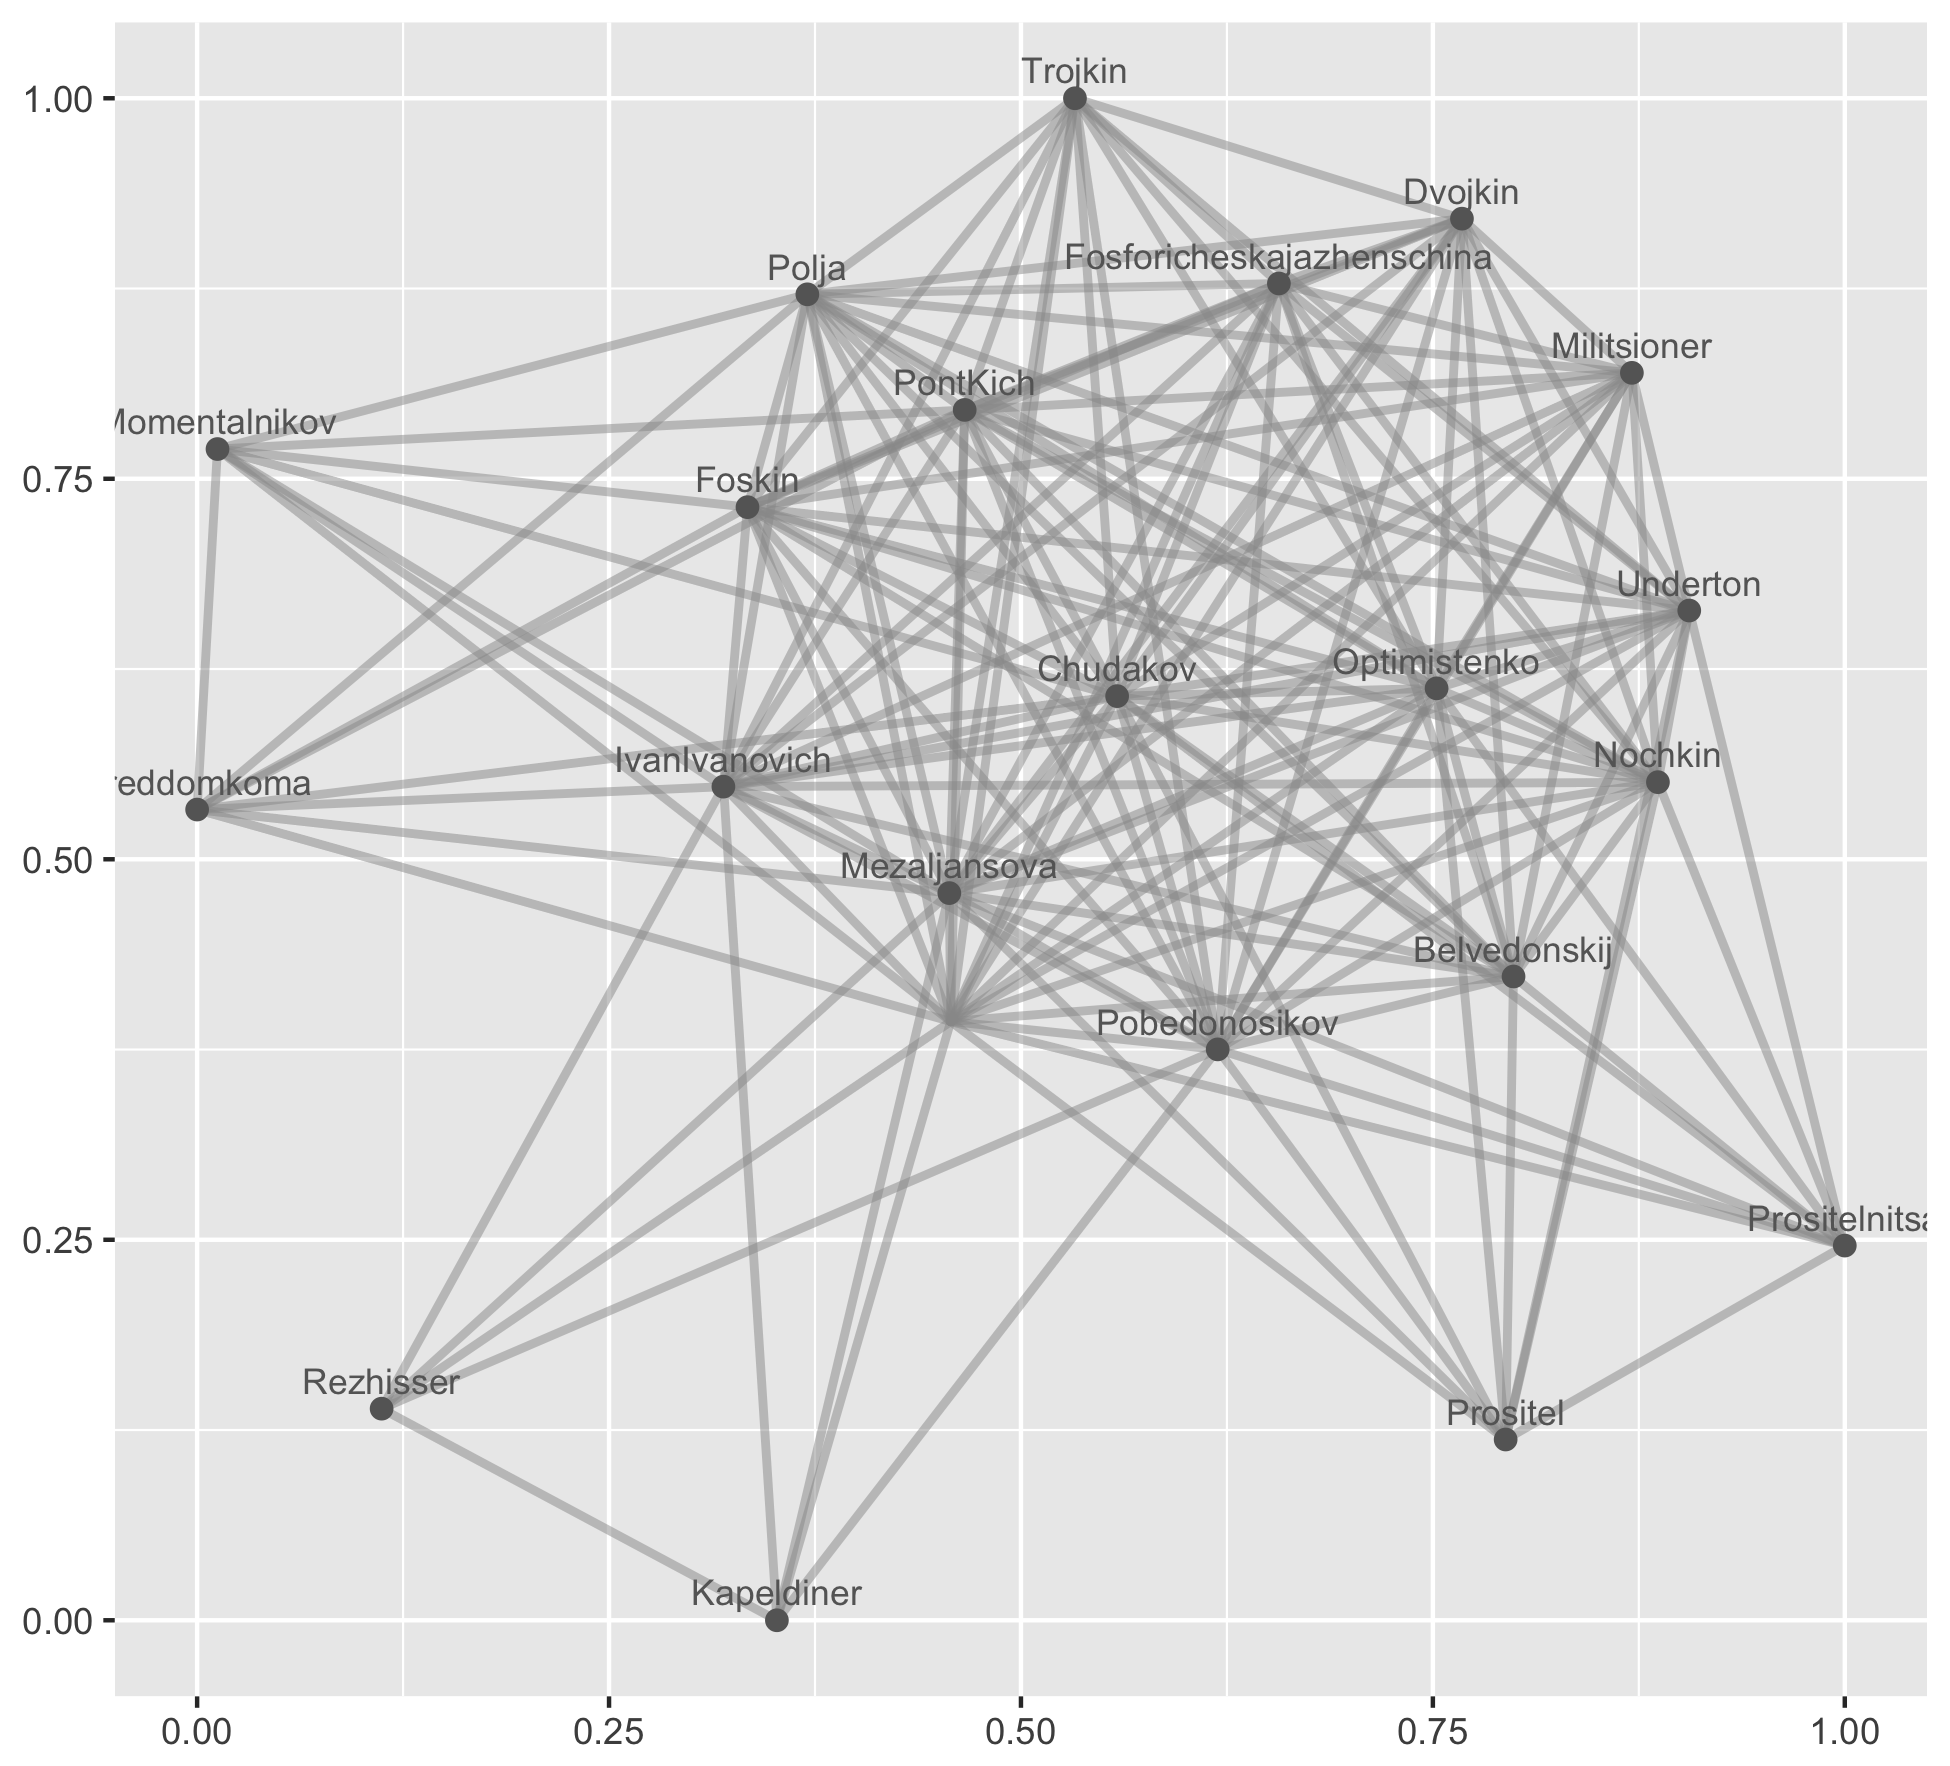 Trojkin
1.00
Dvojkin
Fosforicheskajazhenschina
Polja
Militsioner
PontKich
Momentalnikov
Foskin
0.75
Underton
Optimistenko
Chudakov
Nochkin
IvanIvanovich
reddomkoma
Mezaljansova
0.50
Belvedonskij
Pobedonosikov
Prositelnitsa
0.25
Rezhisser
Prositel
Kapeldiner
0.00
0.00 0.25 0.50 0.75 1.00